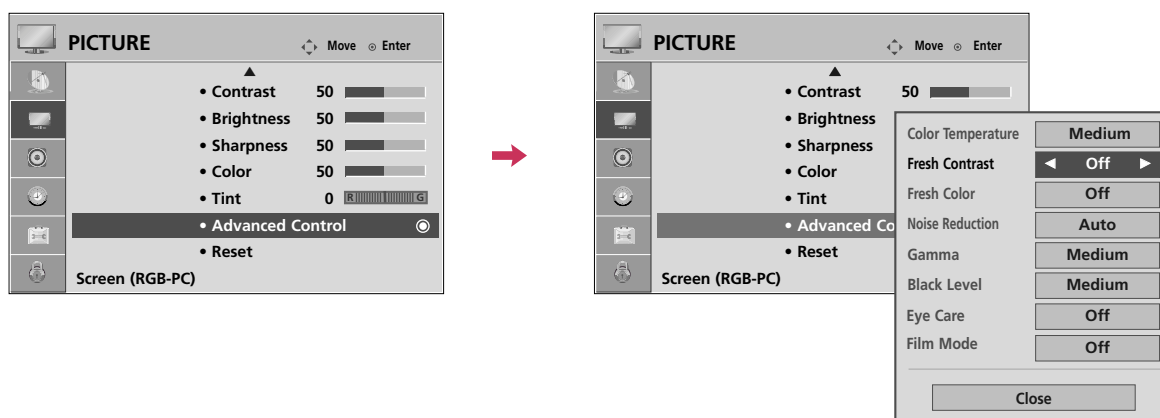 PICTURE
Move Enter
• Contrast 50
• Brightness 50
• Sharpness 50
• Color 50
• Tint 0 R G
• Advanced Control
• Reset
Screen (RGB-PC)
PICTURE
Move Enter
• Contrast 50
• Brightness
• Sharpness
• Color
• Tint
• Advanced Co
• Reset
Screen (RGB-PC)
Color Temperature Medium
Fresh Contrast ◄ Off ►
Fresh Color Off
Noise Reduction Auto
Gamma Medium
Black Level Medium
Eye Care Off
Film Mode Off
Close